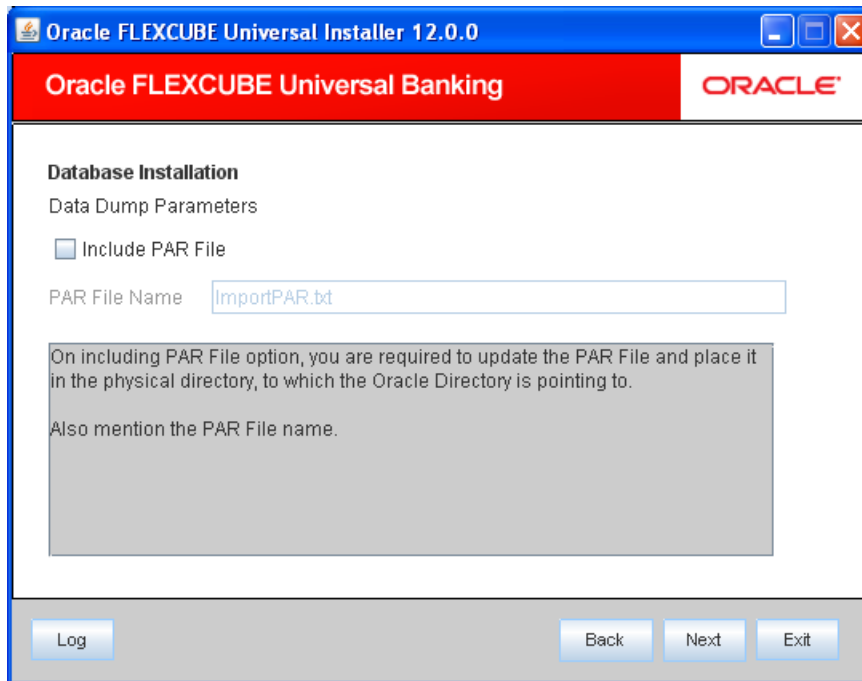 Oracle FLEXCUBE Universal Installer 12.0.0
Oracle FLEXCUBE Universal Banking
ORACLE
Database Installation
Data Dump Parameters
Include PAR File
PAR File Name ImportPAR.txt
On including PAR File option, you are required to update the PAR File and place it
in the physical directory, to which the Oracle Directory is pointing to.
Also mention the PAR File name.
Log Back Next Exit